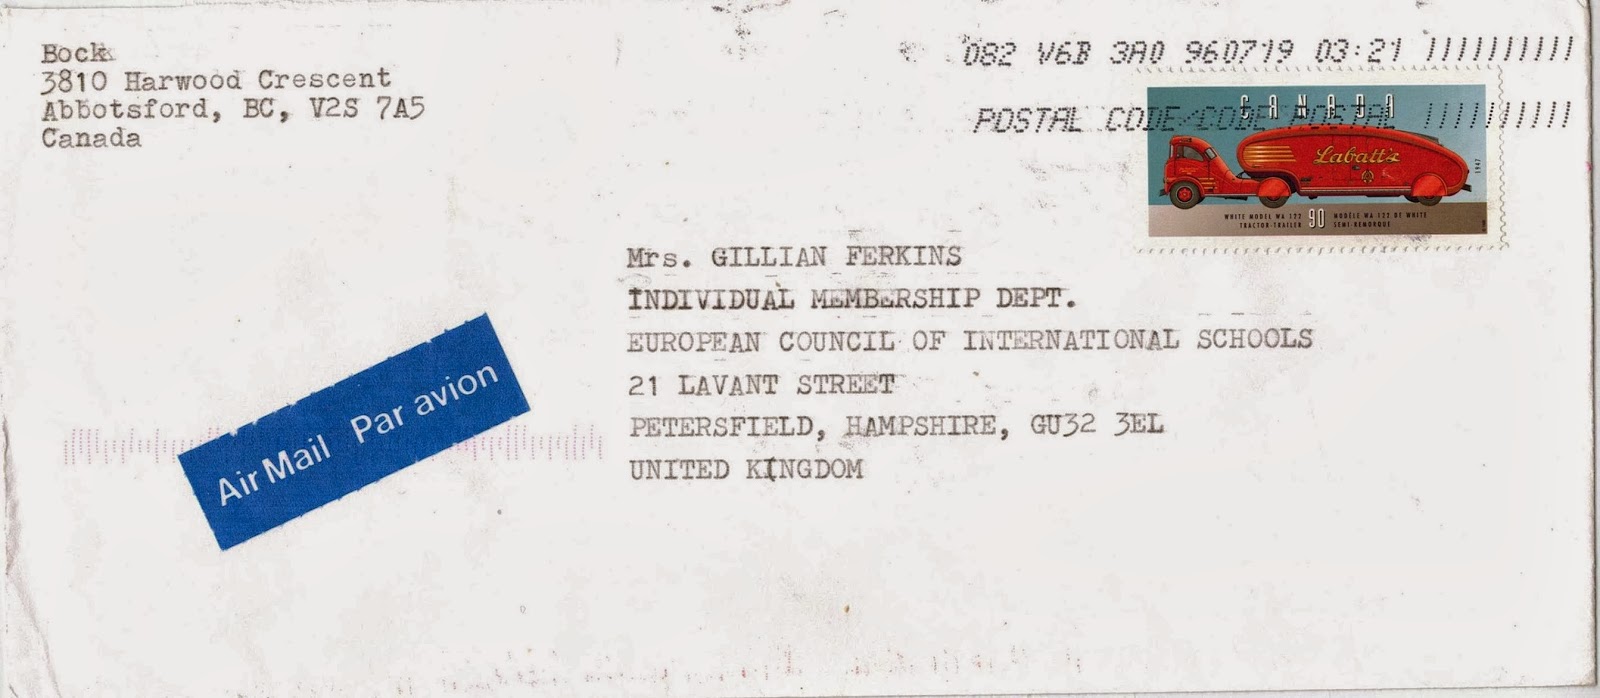 Bock
3810 Harwood Crescent
Abbotsford, BC, V2S 7A5
Canada
082 V6B 3A0 960719 03:21
POSTAL CODE/CODE POSTAL
CANADA
Labatt's
1947
WHITE MODEL WA 122
TRACTOR-TRAILER
90
MODÈLE WA 122 DE WHITE
SEMI-REMORQUE
Mrs. GILLIAN FERKINS
INDIVIDUAL MEMBERSHIP DEPT.
EUROPEAN COUNCIL OF INTERNATIONAL SCHOOLS
21 LAVANT STREET
PETERSFIELD, HAMPSHIRE, GU32 3EL
UNITED KINGDOM
Air Mail Par avion